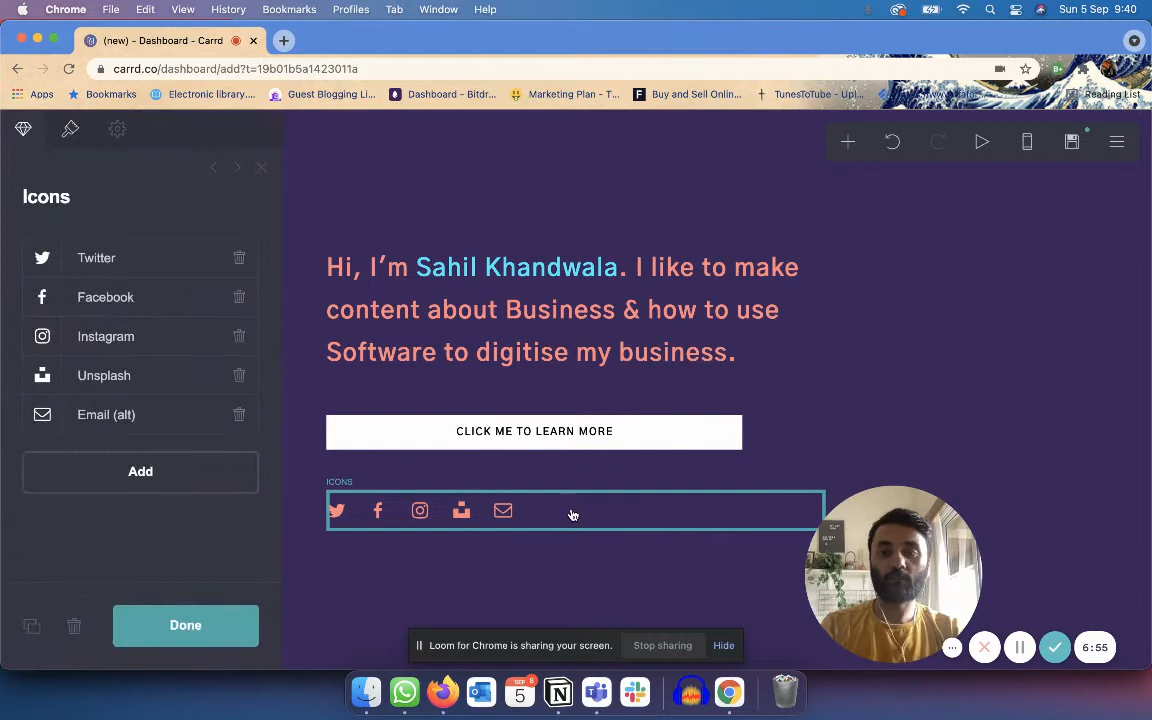 Chrome File Edit View History Bookmarks Profiles Tab Window Help Sun 5 Sep 9:40
(new) - Dashboard - Carrd
carrd.co/dashboard/add?t=19b01b5a1423011a
Apps Bookmarks Electronic library.... Guest Blogging Li... Dashboard - Bitdr... Marketing Plan - T... Buy and Sell Onlin... TunesToTube - Upl... Reading List
Icons
Twitter
Facebook
Instagram
Unsplash
Email (alt)
Add
Done
Hi, I'm Sahil Khandwala. I like to make
content about Business & how to use
Software to digitise my business.
CLICK ME TO LEARN MORE
ICONS
Loom for Chrome is sharing your screen. Stop sharing Hide
6:55
SEP
5